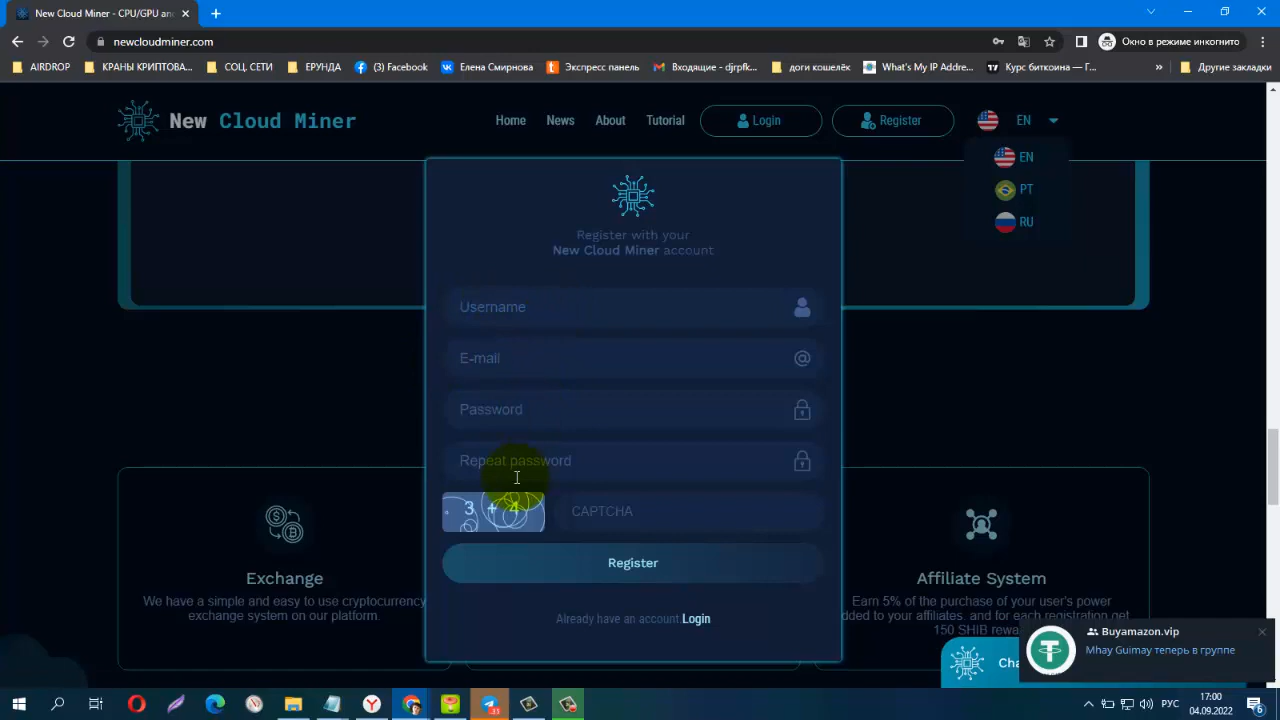 New Cloud Miner - CPU/GPU an
newcloudminer.com
Окно в режиме инкогнито
AIRDROP
КРАНЫ КРИПТОВА...
СОЦ. СЕТИ
ЕРУНДА
(3) Facebook
Елена Смирнова
Экспресс панель
Входящие - djrpfk...
доги кошелёк
What's My IP Addre...
Курс биткоина — Г...
»
Другие закладки
New Cloud Miner
Home
News
About
Tutorial
Login
Register
EN
EN
PT
RU
Register with your
New Cloud Miner account
Username
E-mail
Password
Repeat password
3 + 4
CAPTCHA
Register
Already have an account Login
Exchange
We have a simple and easy to use cryptocurrency
exchange system on our platform.
Affiliate System
Earn 5% of the purchase of your user's power
dded to your affiliates, and for each registration get
150 SHIB rewa
Cha
Buyamazon.vip
Mhay Guimay теперь в группе
31
РУС
17:00
04.09.2022
6